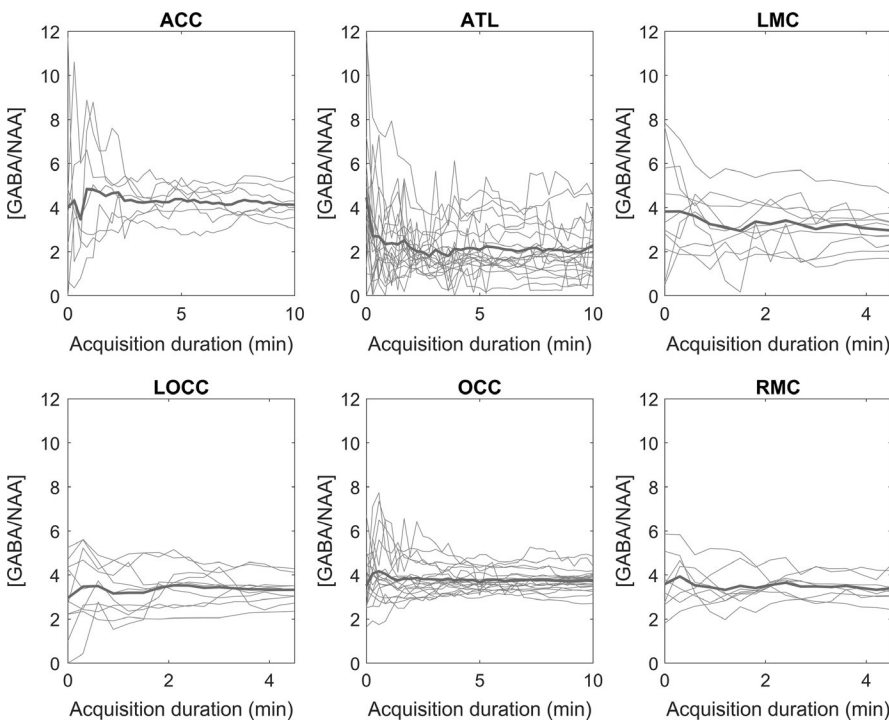 ACC
ATL
LMC
[GABA/NAA]
12
10
8
6
4
2
0
0 5 10
Acquisition duration (min)
[GABA/NAA]
12
10
8
6
4
2
0
0 5 10
Acquisition duration (min)
[GABA/NAA]
12
10
8
6
4
2
0
0 2 4
Acquisition duration (min)
LOCC
OCC
RMC
[GABA/NAA]
12
10
8
6
4
2
0
0 2 4
Acquisition duration (min)
[GABA/NAA]
12
10
8
6
4
2
0
0 5 10
Acquisition duration (min)
[GABA/NAA]
12
10
8
6
4
2
0
0 2 4
Acquisition duration (min)